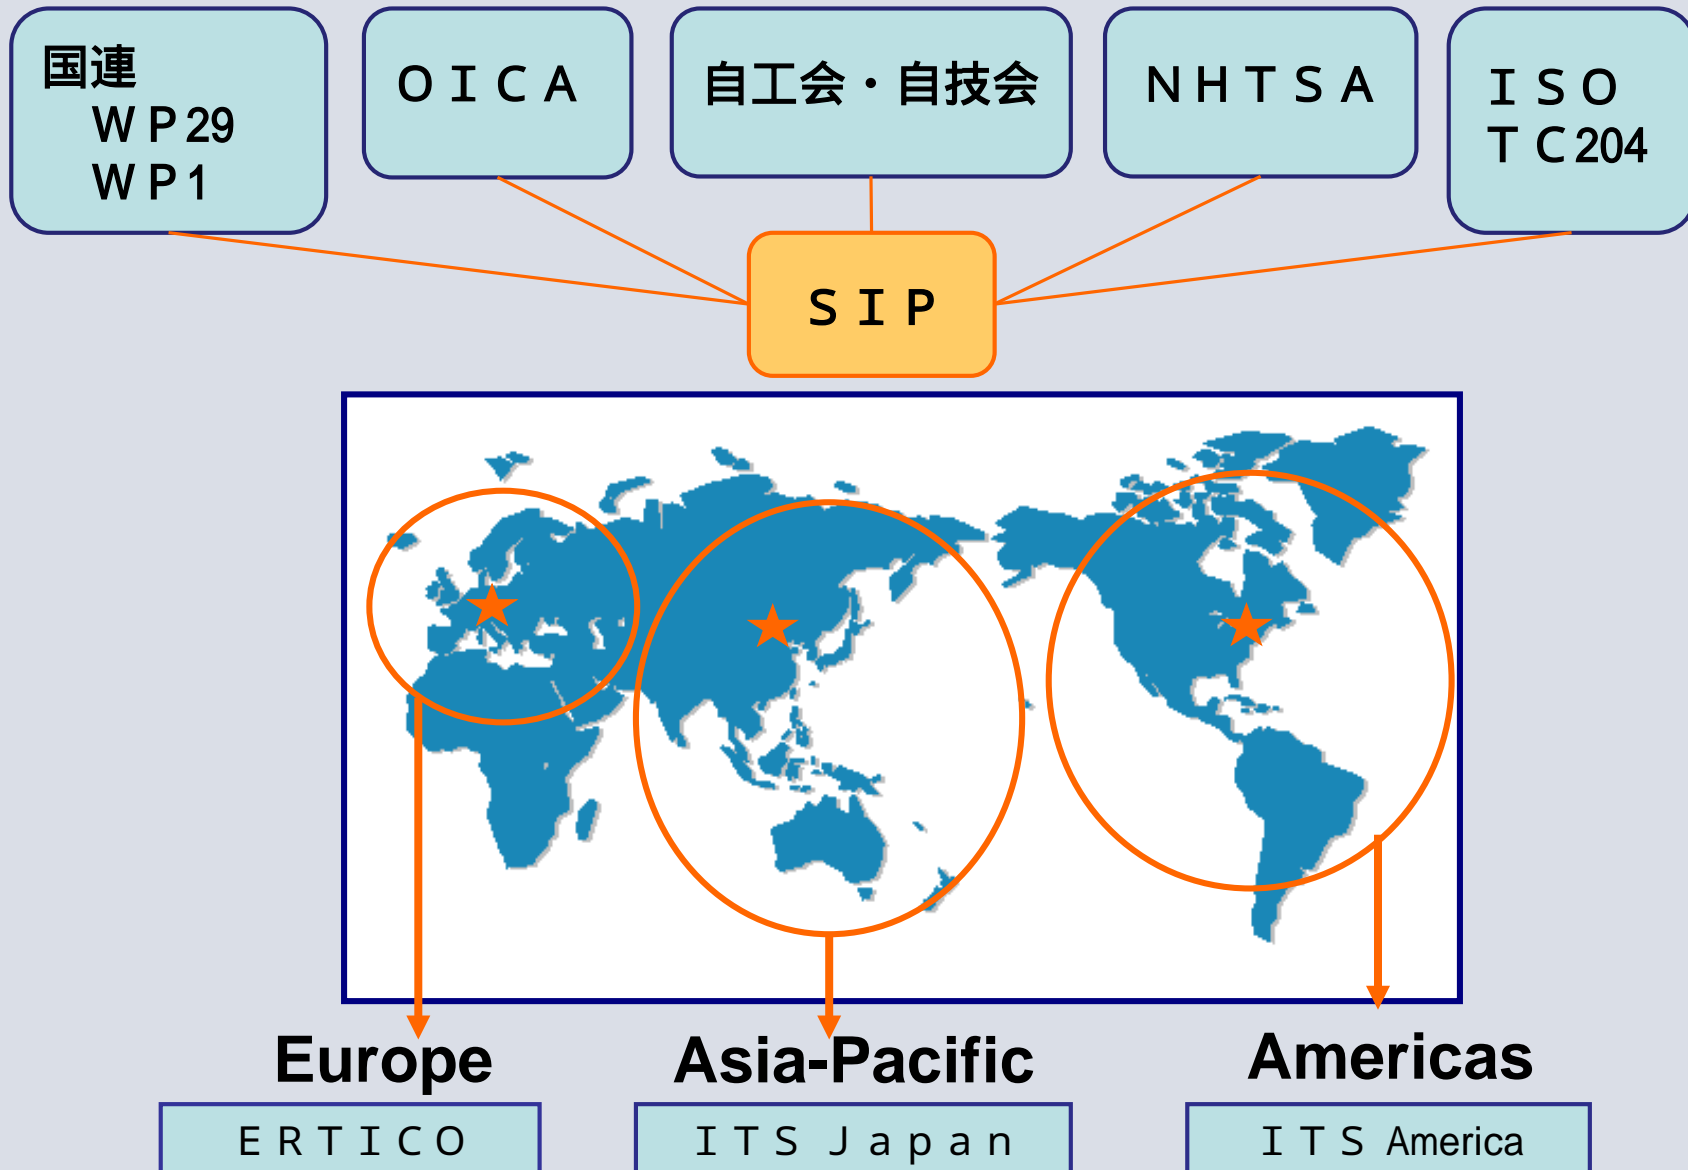 国連
WP29
WP1
OICA
自工会・自技会
NHTSA
ISO
TC204
SIP
Europe
Asia-Pacific
Americas
ERTICO
ITS Japan
ITS America